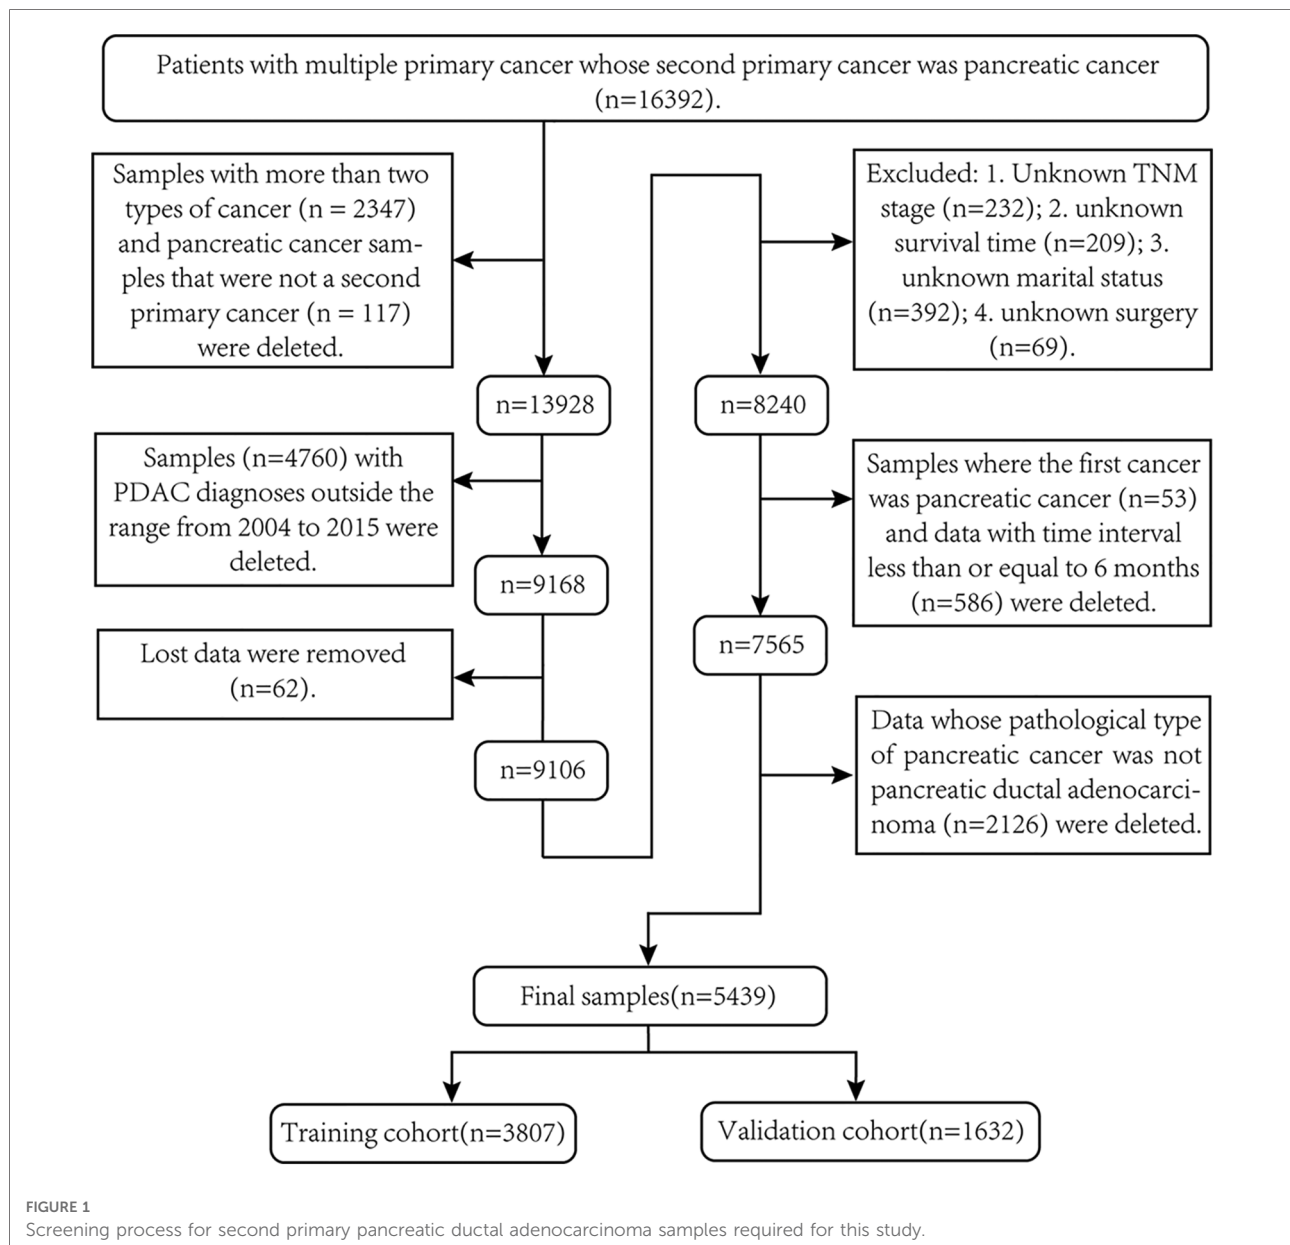 Patients with multiple primary cancer whose second primary cancer was pancreatic cancer
(n=16392).
Samples with more than two
types of cancer (n = 2347)
and pancreatic cancer sam-
ples that were not a second
primary cancer (n = 117)
were deleted.
n=13928
Samples (n=4760) with
PDAC diagnoses outside the
range from 2004 to 2015 were
deleted.
n=9168
Lost data were removed
(n=62).
n=9106
Excluded: 1. Unknown TNM
stage (n=232); 2. unknown
survival time (n=209); 3.
unknown marital status
(n=392); 4. unknown surgery
(n=69).
n=8240
Samples where the first cancer
was pancreatic cancer (n=53)
and data with time interval
less than or equal to 6 months
(n=586) were deleted.
n=7565
Data whose pathological type
of pancreatic cancer was not
pancreatic ductal adenocarci-
noma (n=2126) were deleted.
Final samples(n=5439)
Training cohort(n=3807)
Validation cohort(n=1632)
FIGURE 1
Screening process for second primary pancreatic ductal adenocarcinoma samples required for this study.